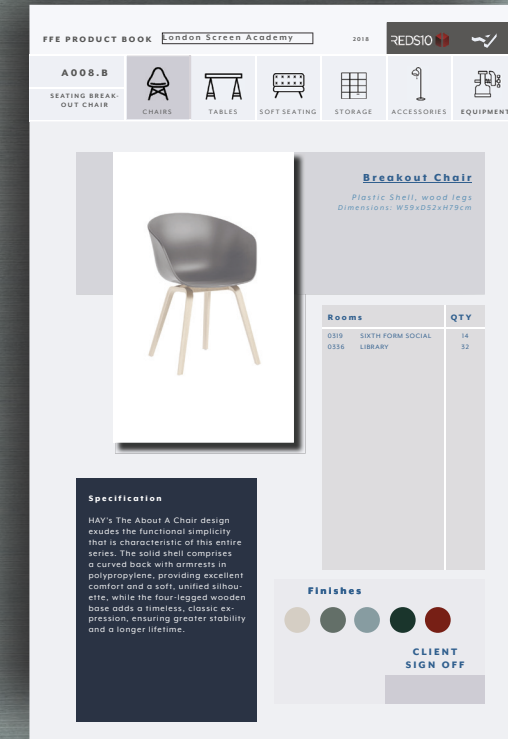 FFE PRODUCT BOOK London Screen Academy 2018 REDS10
A008.B
SEATING BREAK-
OUT CHAIR
CHAIRS TABLES SOFT SEATING STORAGE ACCESSORIES EQUIPMENT
Breakout Chair
Plastic Shell, wood legs
Dimensions: W59xD52xH79cm
Rooms QTY
0319 SIXTH FORM SOCIAL 14
0336 LIBRARY 32
Specification
HAY's The About A Chair design
exudes the functional simplicity
that is characteristic of this entire
series. The solid shell comprises
a curved back with armrests in
polypropylene, providing excellent
comfort and a soft, unified silhou-
ette, while the four-legged wooden
base adds a timeless, classic ex-
pression, ensuring greater stability
and a longer lifetime.
Finishes
CLIENT
SIGN OFF